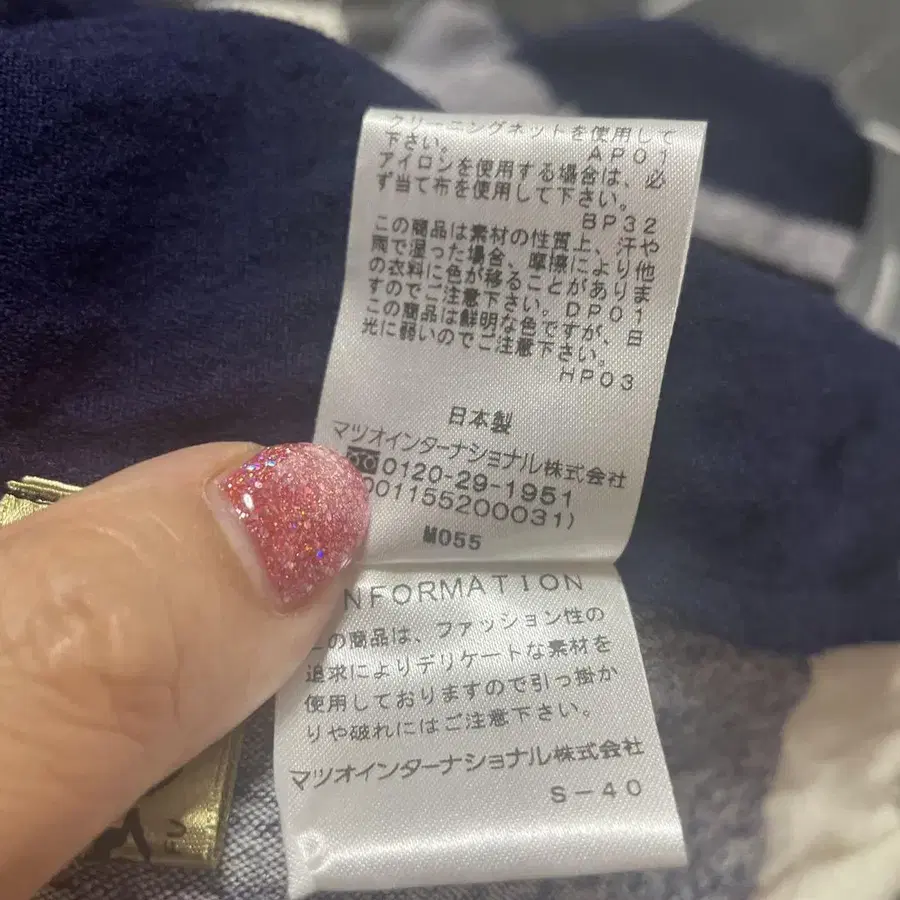 クリーニングネットを使用して
下さい。 AP01
アイロンを使用する場合は、必
ず当て布を使用して下さい。
BP32
この商品は素材の性質上、汗や
雨で湿った場合、摩擦により他
の衣料に色が移ることがありま
すのでご注意下さい。DP01
この商品は鮮明な色ですが、日
光に弱いのでご注意下さい。
HP03
日本製
マツオインターナショナル株式会社
0120-29-1951
001155200031)
M055
NFORMATION
この商品は、ファッション性の
追求によりデリケートな素材を
使用しておりますので引っ掛か
りや破れにはご注意下さい。
マツオインターナショナル株式会社
S-40